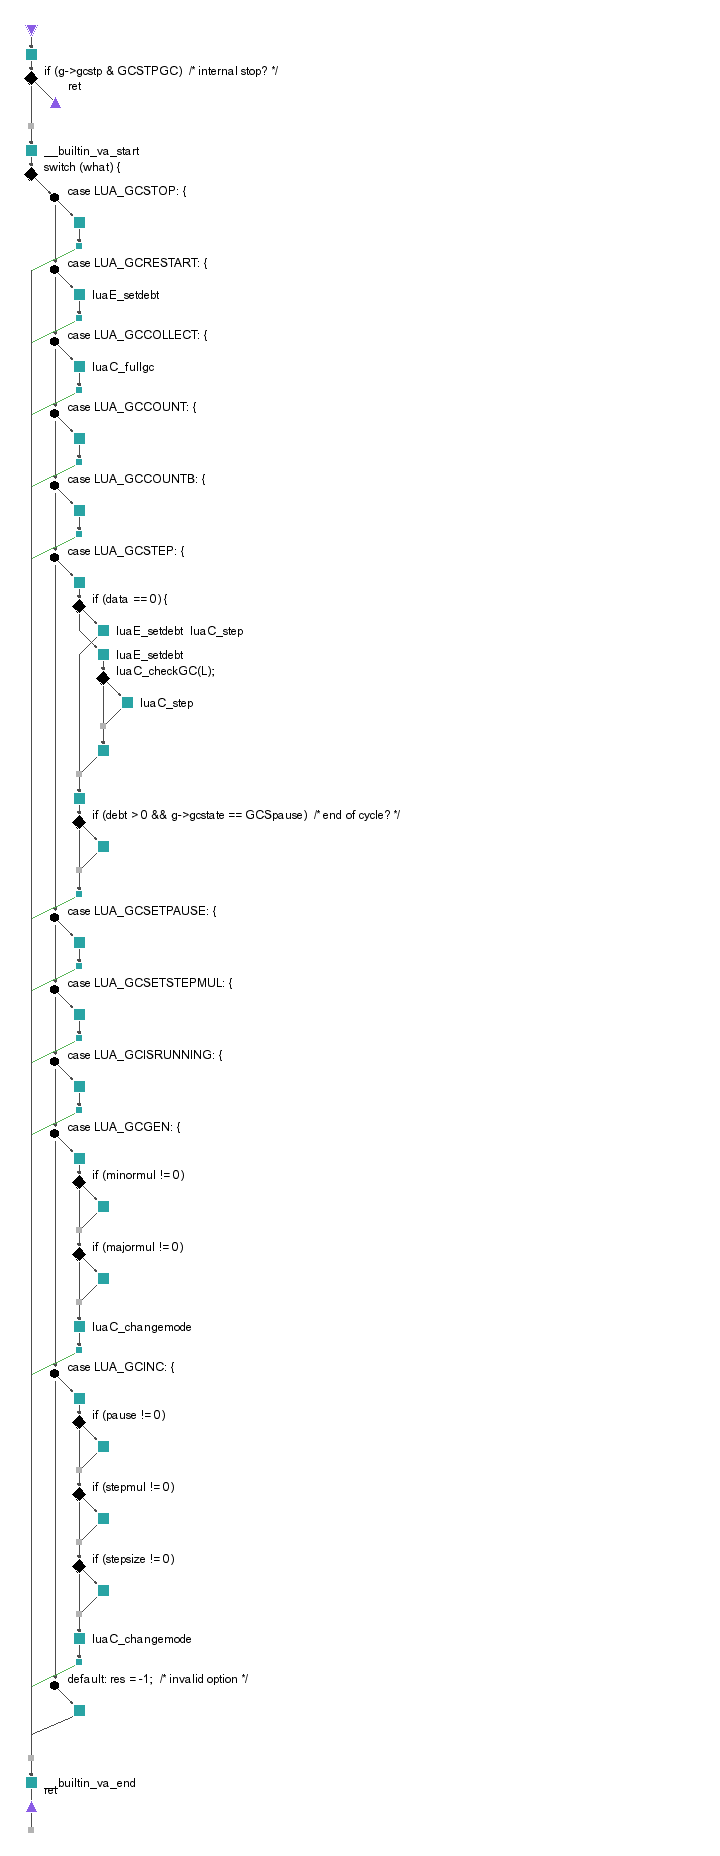 if (g->gcstp & GCSTPGC)  /* internal stop? */
ret
__builtin_va_start
switch (what) {
case LUA_GCSTOP: {
case LUA_GCRESTART: {
luaE_setdebt
case LUA_GCCOLLECT: {
luaC_fullgc
case LUA_GCCOUNT: {
case LUA_GCCOUNTB: {
case LUA_GCSTEP: {
if (data == 0) {
luaE_setdebt  luaC_step
luaE_setdebt
luaC_checkGC(L);
luaC_step
if (debt > 0 && g->gcstate == GCSpause)  /* end of cycle? */
case LUA_GCSETPAUSE: {
case LUA_GCSETSTEPMUL: {
case LUA_GCISRUNNING: {
case LUA_GCGEN: {
if (minormul != 0)
if (majormul != 0)
luaC_changemode
case LUA_GCINC: {
if (pause != 0)
if (stepmul != 0)
if (stepsize != 0)
luaC_changemode
default: res = -1;  /* invalid option */
__builtin_va_end
ret